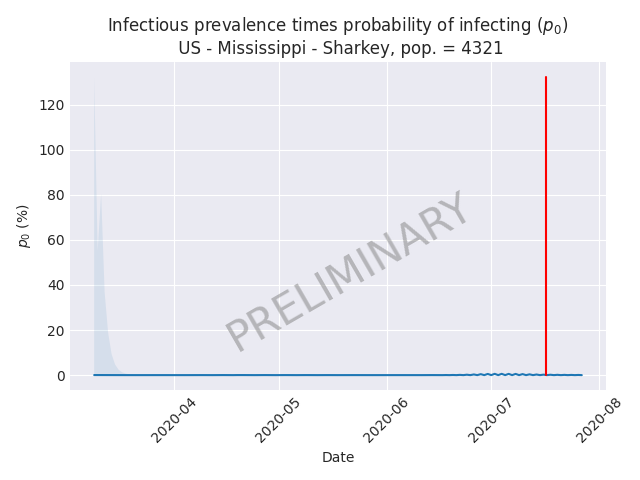 Infectious prevalence times probability of infecting (p₀)
US - Mississippi - Sharkey, pop. = 4321
120
100
80
60
40
20
0
p₀ (%)
PRELIMINARY
2020-04
2020-05
2020-06
2020-07
2020-08
Date